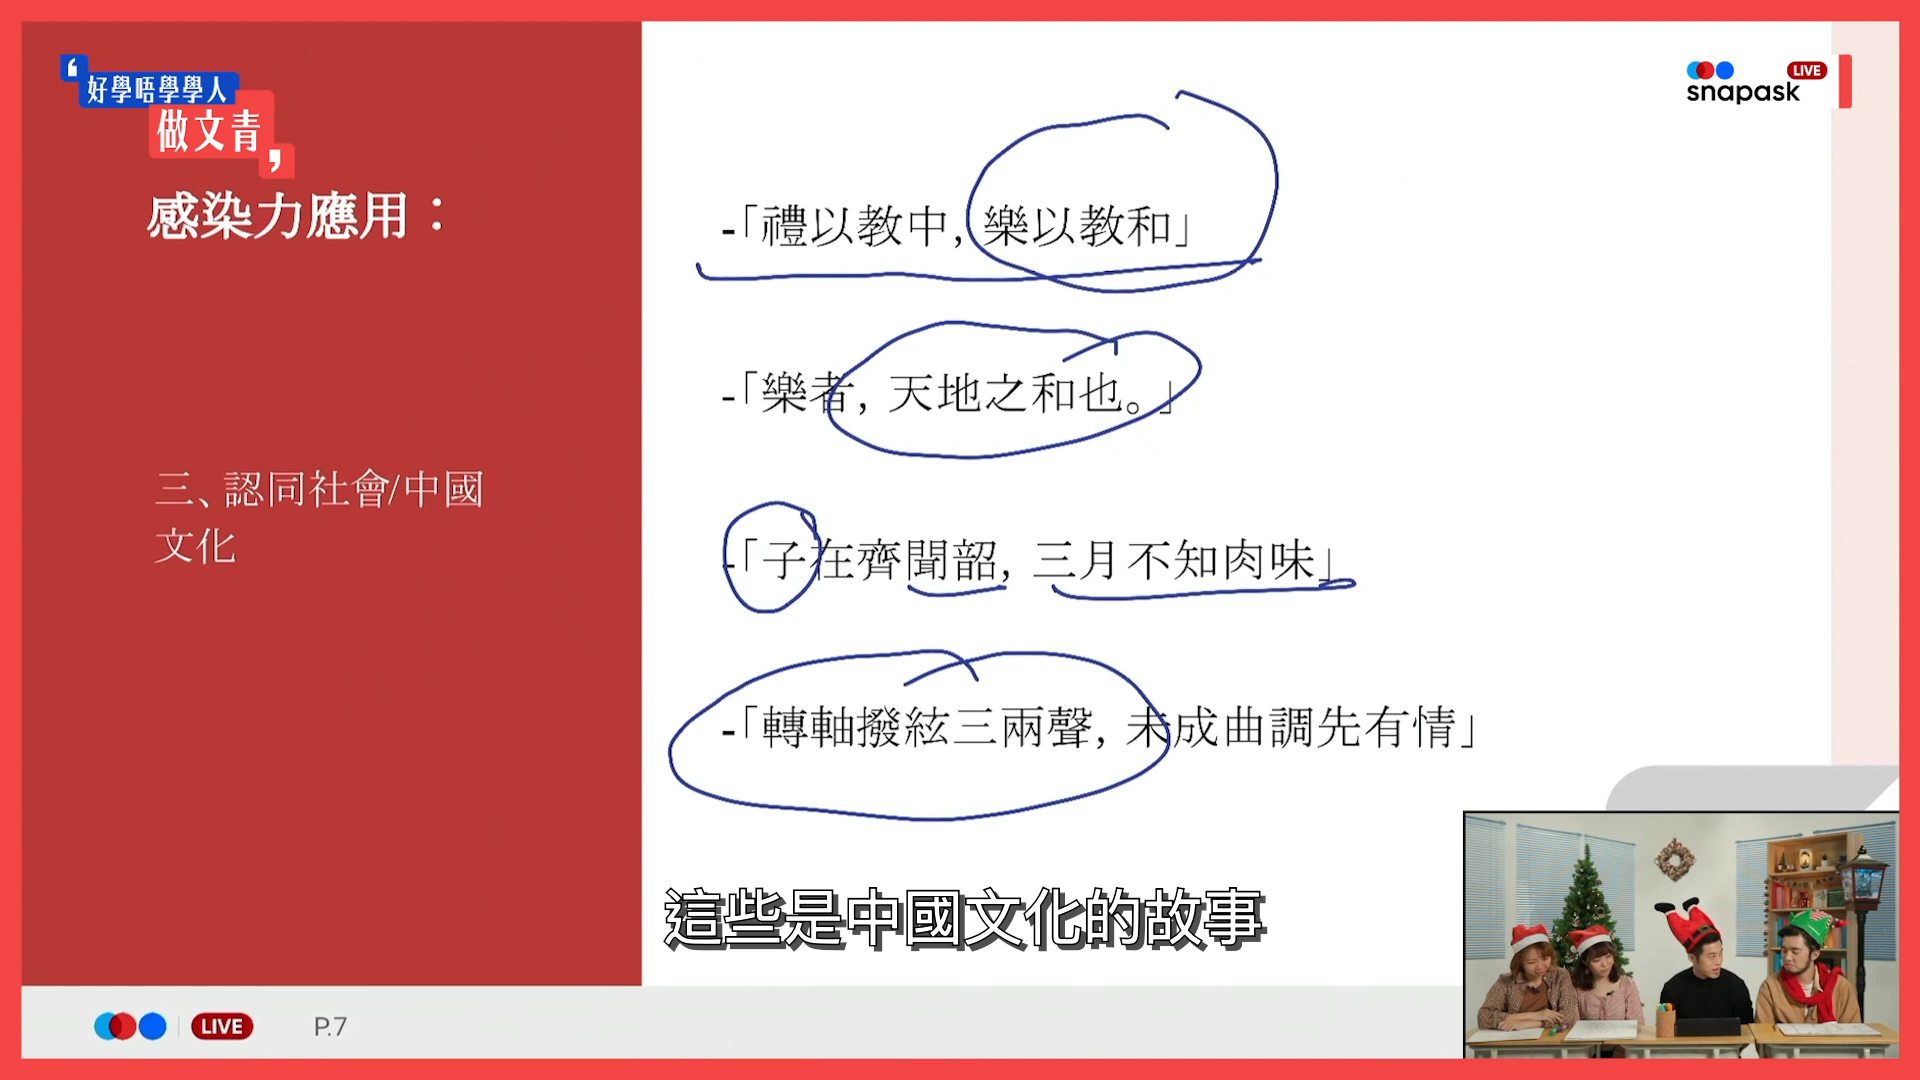 好學唔學學人
做文青
snapask
LIVE
感染力應用：
三、認同社會/中國
文化
-「禮以教中, 樂以教和」
-「樂者, 天地之和也。」
-「子在齊聞韶, 三月不知肉味」
-「轉軸撥絃三兩聲, 未成曲調先有情」
這些是中國文化的故事
LIVE
P.7